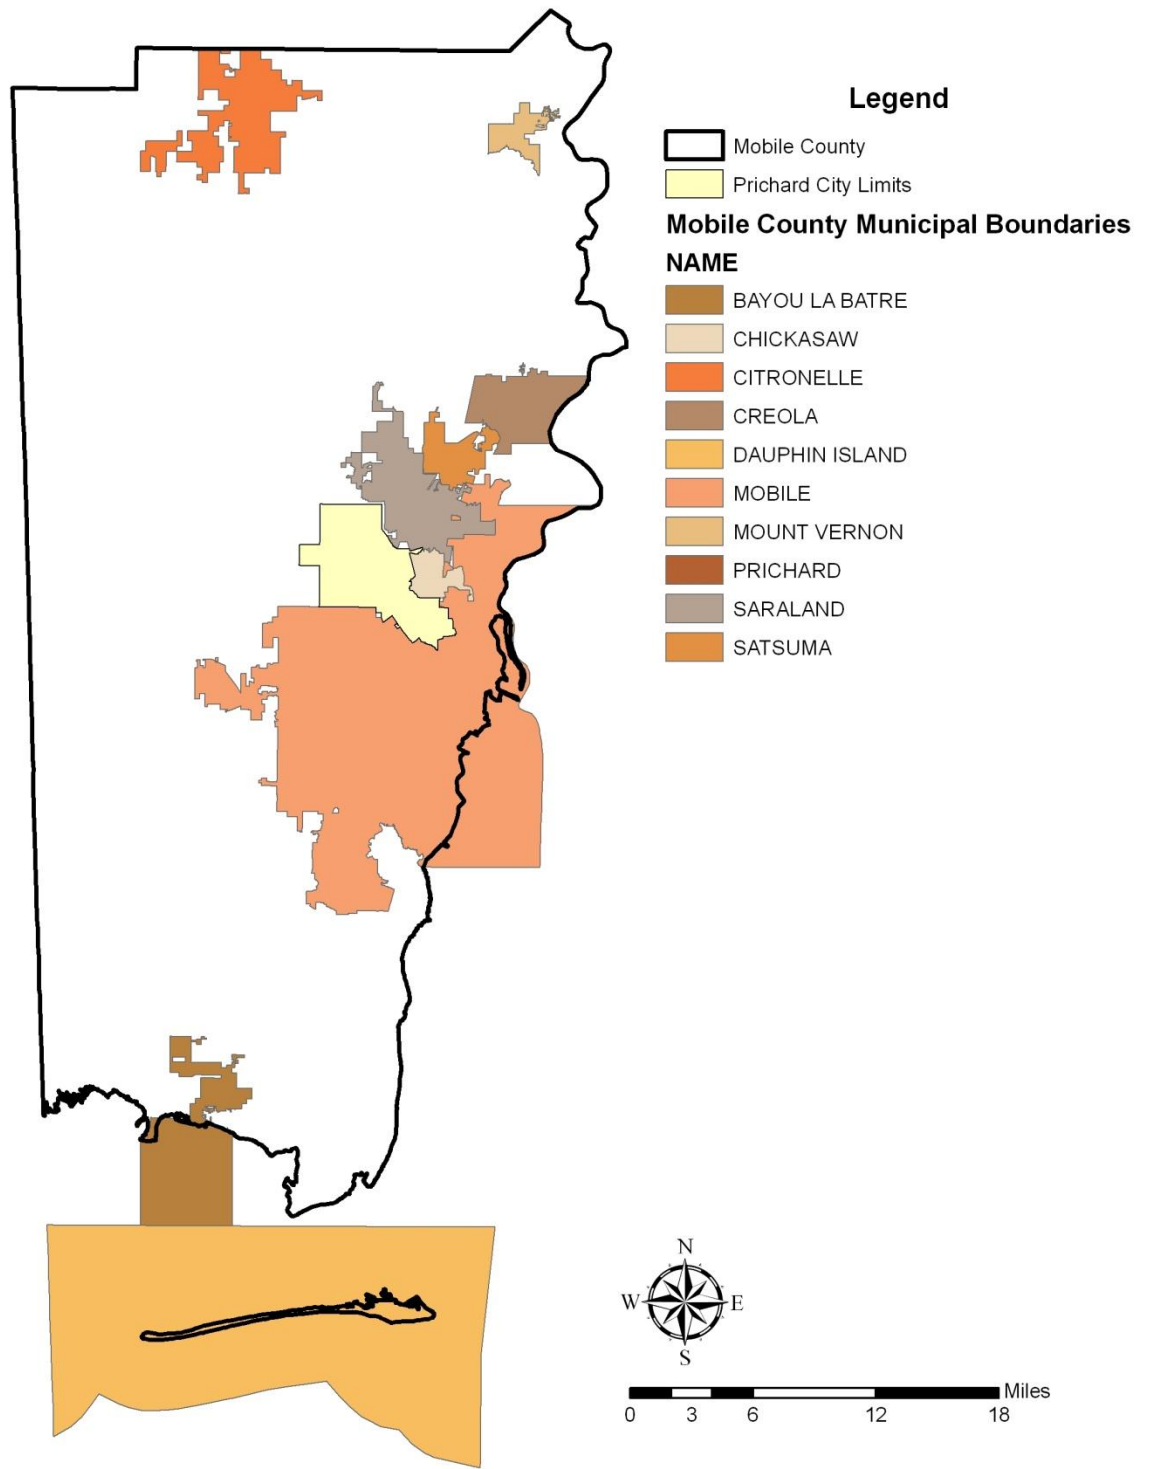 Legend
Mobile County
Prichard City Limits
Mobile County Municipal Boundaries
NAME
BAYOU LA BATRE
CHICKASAW
CITRONELLE
CREOLA
DAUPHIN ISLAND
MOBILE
MOUNT VERNON
PRICHARD
SARALAND
SATSUMA
N
W E
S
Miles
0 3 6 12 18